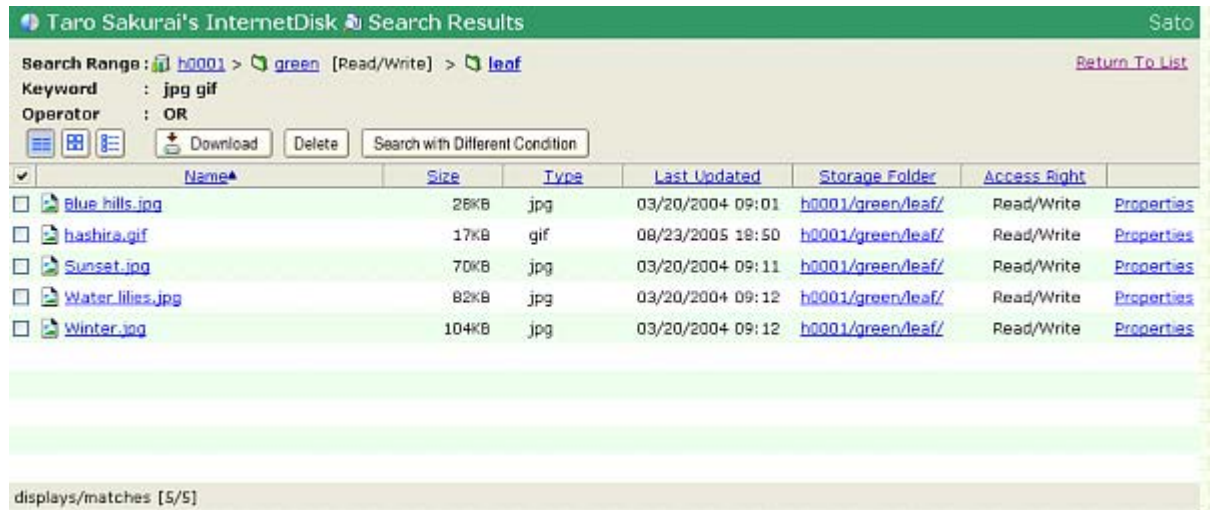 Taro Sakurai's InternetDisk Search Results Sato
Search Range : h0001 > green [Read/Write] > leaf Return To List
Keyword : jpg gif
Operator : OR
Download Delete Search with Different Condition
Name Size Type Last Updated Storage Folder Access Right
Blue hills.jpg 28KB jpg 03/20/2004 09:01 h0001/green/leaf/ Read/Write Properties
hashira.gif 17KB gif 08/23/2005 18:50 h0001/green/leaf/ Read/Write Properties
Sunset.jpg 70KB jpg 03/20/2004 09:11 h0001/green/leaf/ Read/Write Properties
Water lilies.jpg 82KB jpg 03/20/2004 09:12 h0001/green/leaf/ Read/Write Properties
Winter.jpg 104KB jpg 03/20/2004 09:12 h0001/green/leaf/ Read/Write Properties
displays/matches [5/5]